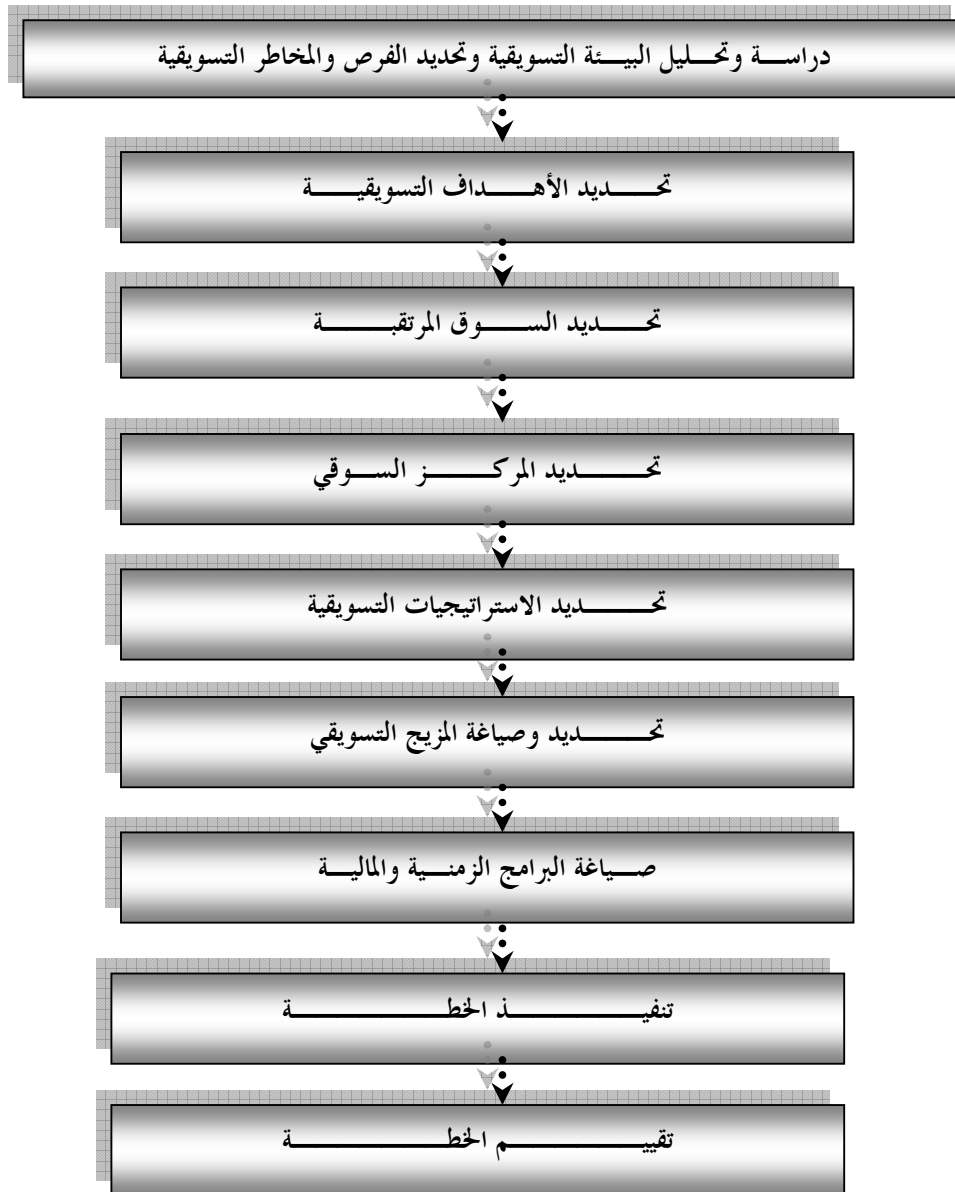 دراسة وتحليل البيئة التسويقية وتحديد الفرص والمخاطر التسويقية
تحديد الأهداف التسويقية
تحديد السوق المرتقبة
تحديد المركز السوقي
تحديد الاستراتيجيات التسويقية
تحديد وصياغة المزيج التسويقي
صياغة البرامج الزمنية والمالية
تنفيذ الخطة
تقييم الخطة